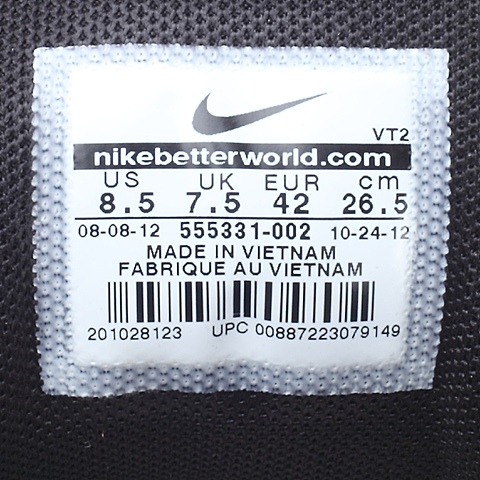 VT2
nikebetterworld.com
US UK EUR cm
8.5 7.5 42 26.5
08-08-12 555331-002 10-24-12
MADE IN VIETNAM
FABRIQUE AU VIETNAM
201028123 UPC 00887223079149